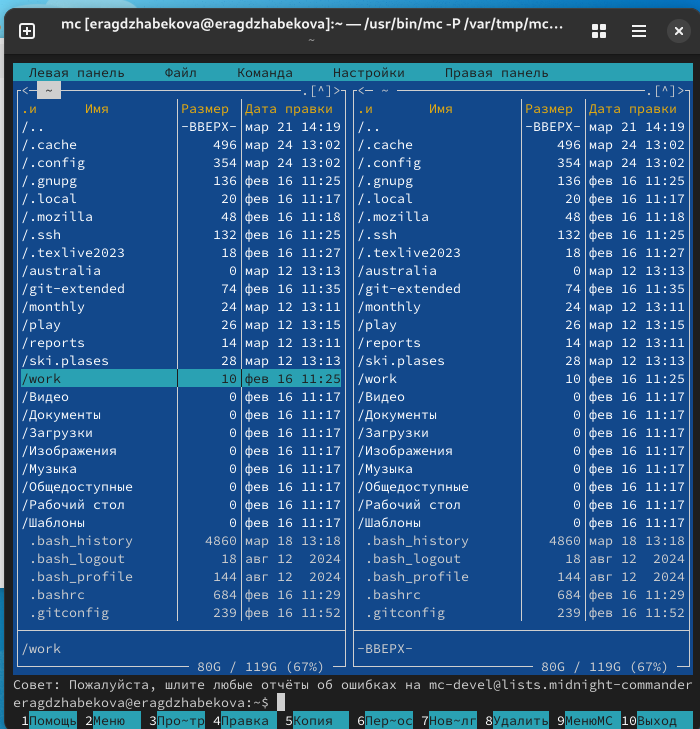 mc [eragdzhabekova@eragdzhabekova]:~ — /usr/bin/mc -P /var/tmp/mc…
~
Левая панель Файл Команда Настройки Правая панель
<─ ~ ─.[^]>┐ <─ ~ ─.[^]>┐
.и Имя Размер Дата правки .и Имя Размер Дата правки
/.. -ВВЕРХ- мар 21 14:19 /.. -ВВЕРХ- мар 21 14:19
/.cache 496 мар 24 13:02 /.cache 496 мар 24 13:02
/.config 354 мар 24 13:02 /.config 354 мар 24 13:02
/.gnupg 136 фев 16 11:25 /.gnupg 136 фев 16 11:25
/.local 20 фев 16 11:17 /.local 20 фев 16 11:17
/.mozilla 48 фев 16 11:18 /.mozilla 48 фев 16 11:18
/.ssh 132 фев 16 11:25 /.ssh 132 фев 16 11:25
/.texlive2023 18 фев 16 11:27 /.texlive2023 18 фев 16 11:27
/australia 0 мар 12 13:13 /australia 0 мар 12 13:13
/git-extended 74 фев 16 11:35 /git-extended 74 фев 16 11:35
/monthly 24 мар 12 13:11 /monthly 24 мар 12 13:11
/play 26 мар 12 13:15 /play 26 мар 12 13:15
/reports 14 мар 12 13:11 /reports 14 мар 12 13:11
/ski.plases 28 мар 12 13:13 /ski.plases 28 мар 12 13:13
/work 10 фев 16 11:25 /work 10 фев 16 11:25
/Видео 0 фев 16 11:17 /Видео 0 фев 16 11:17
/Документы 0 фев 16 11:17 /Документы 0 фев 16 11:17
/Загрузки 0 фев 16 11:17 /Загрузки 0 фев 16 11:17
/Изображения 0 фев 16 11:17 /Изображения 0 фев 16 11:17
/Музыка 0 фев 16 11:17 /Музыка 0 фев 16 11:17
/Общедоступные 0 фев 16 11:17 /Общедоступные 0 фев 16 11:17
/Рабочий стол 0 фев 16 11:17 /Рабочий стол 0 фев 16 11:17
/Шаблоны 0 фев 16 11:17 /Шаблоны 0 фев 16 11:17
.bash_history 4860 мар 18 13:18 .bash_history 4860 мар 18 13:18
.bash_logout 18 авг 12 2024 .bash_logout 18 авг 12 2024
.bash_profile 144 авг 12 2024 .bash_profile 144 авг 12 2024
.bashrc 684 фев 16 11:29 .bashrc 684 фев 16 11:29
.gitconfig 239 фев 16 11:52 .gitconfig 239 фев 16 11:52
/work -ВВЕРХ-
80G / 119G (67%) 80G / 119G (67%)
Совет: Пожалуйста, шлите любые отчёты об ошибках на mc-devel@lists.midnight-commander
eragdzhabekova@eragdzhabekova:~$
1Помощь 2Меню 3Про~тр 4Правка 5Копия 6Пер~ос 7Нов~лг 8Удалить 9МенюMC 10Выход